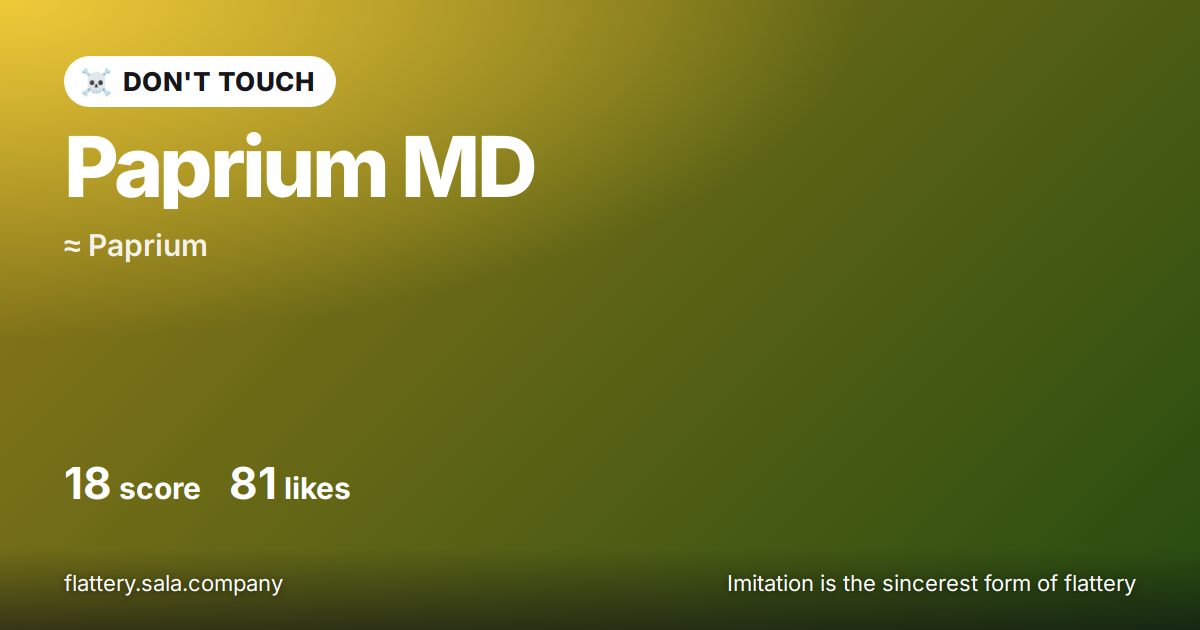 ☠️ DON'T TOUCH
Paprium MD
≈ Paprium
18 score 81 likes
flattery.sala.company
Imitation is the sincerest form of flattery